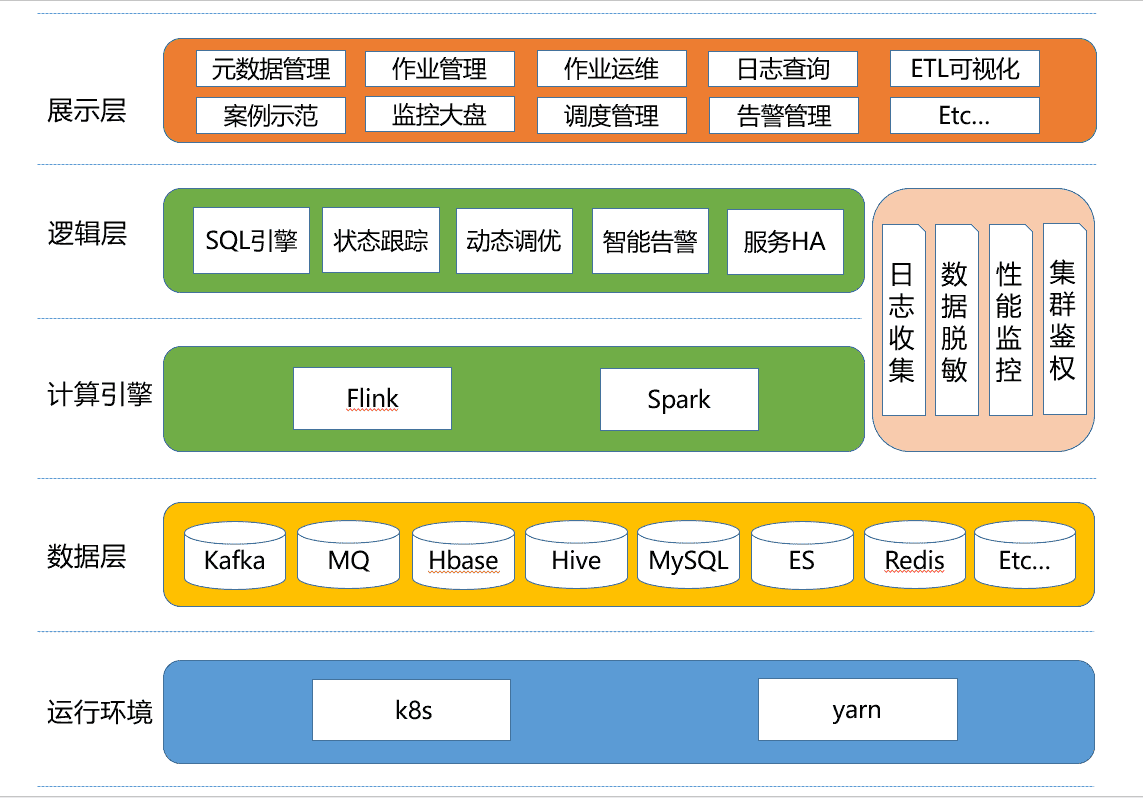 元数据管理
作业管理
作业运维
日志查询
ETL可视化
展示层
案例示范
监控大盘
调度管理
告警管理
Etc...
逻辑层
SQL引擎
状态跟踪
动态调优
智能告警
服务HA
日志收集
数据脱敏
性能监控
集群鉴权
计算引擎
Flink
Spark
数据层
Kafka
MQ
Hbase
Hive
MySQL
ES
Redis
Etc...
运行环境
k8s
yarn